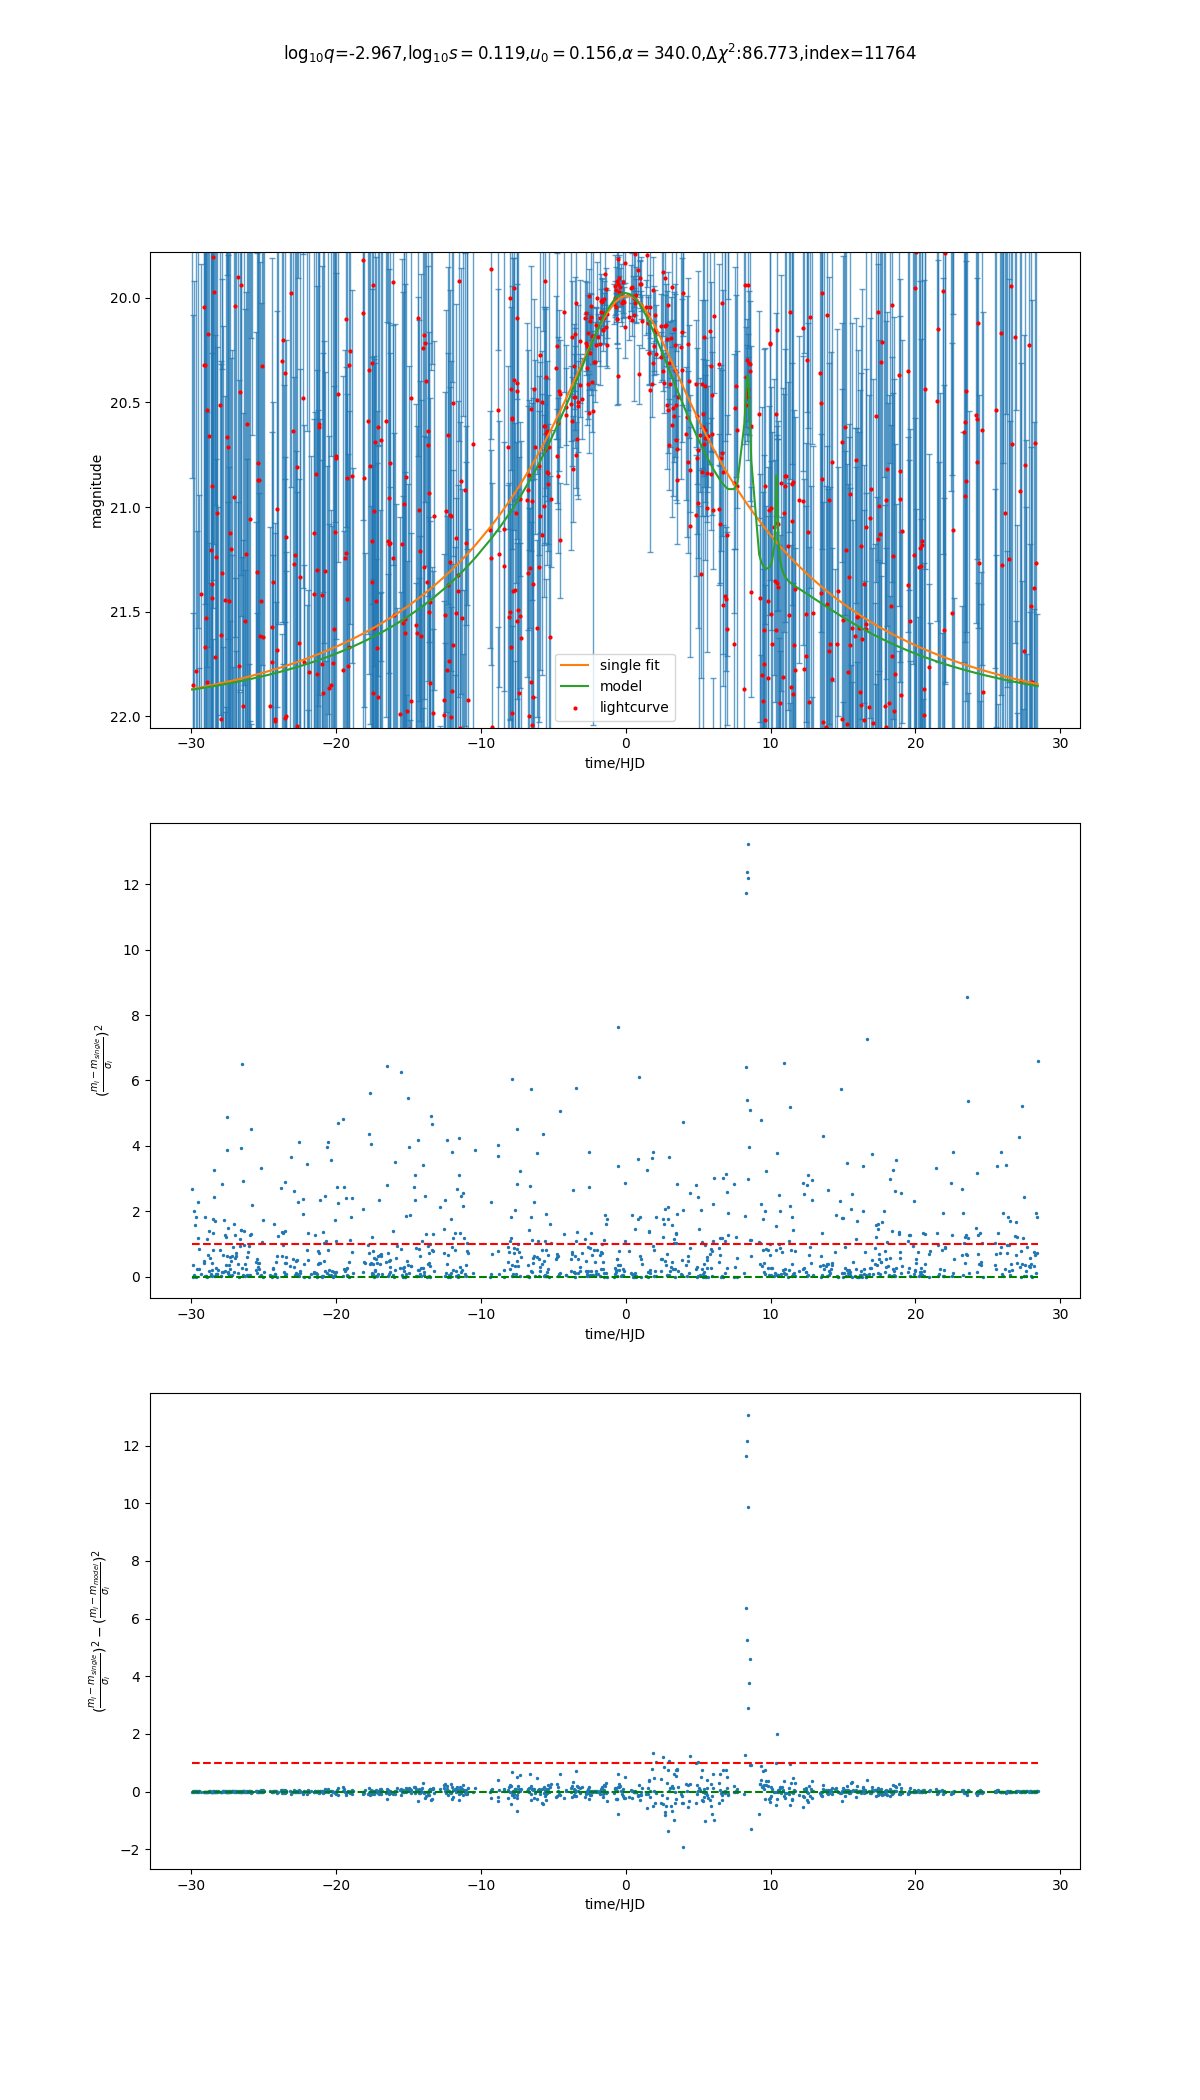 log₁₀q=-2.967,log₁₀s = 0.119,u₀ = 0.156,α = 340.0,Δχ²:86.773,index=11764
20.0
20.5
21.0
21.5
22.0
magnitude
single fit
model
lightcurve
−30 −20 −10 0 10 20 30
time/HJD
12
10
8
6
4
2
0
(mᵢ − m_single / σᵢ)²
−30 −20 −10 0 10 20 30
time/HJD
12
10
8
6
4
2
0
−2
(mᵢ − m_single / σᵢ)² − (mᵢ − m_model / σᵢ)²
−30 −20 −10 0 10 20 30
time/HJD